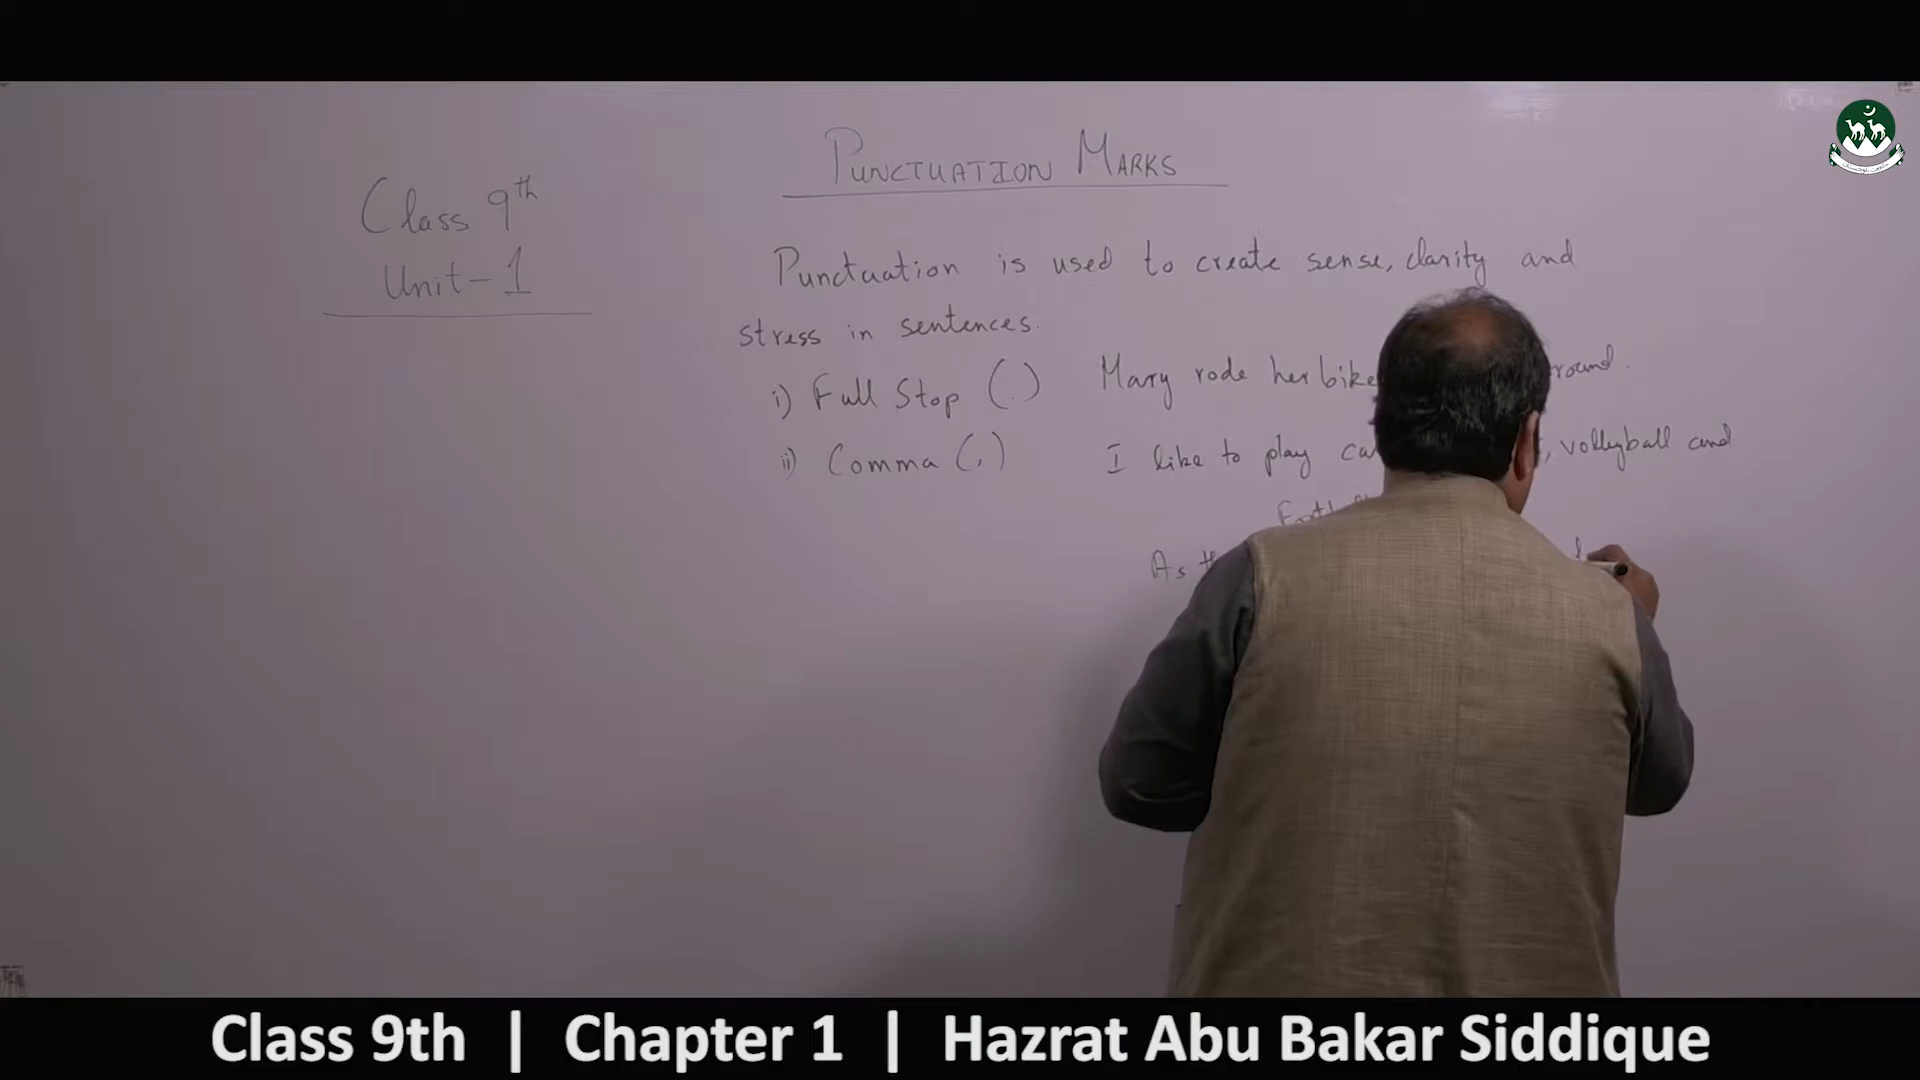 PUNCTUATION MARKS
Class 9th
Unit-1
Punctuation is used to create sense, clarity and
stress in sentences.
i) Full Stop (.) Mary rode her bike
ii) Comma (,) I like to play , volleyball and
As
Class 9th | Chapter 1 | Hazrat Abu Bakar Siddique